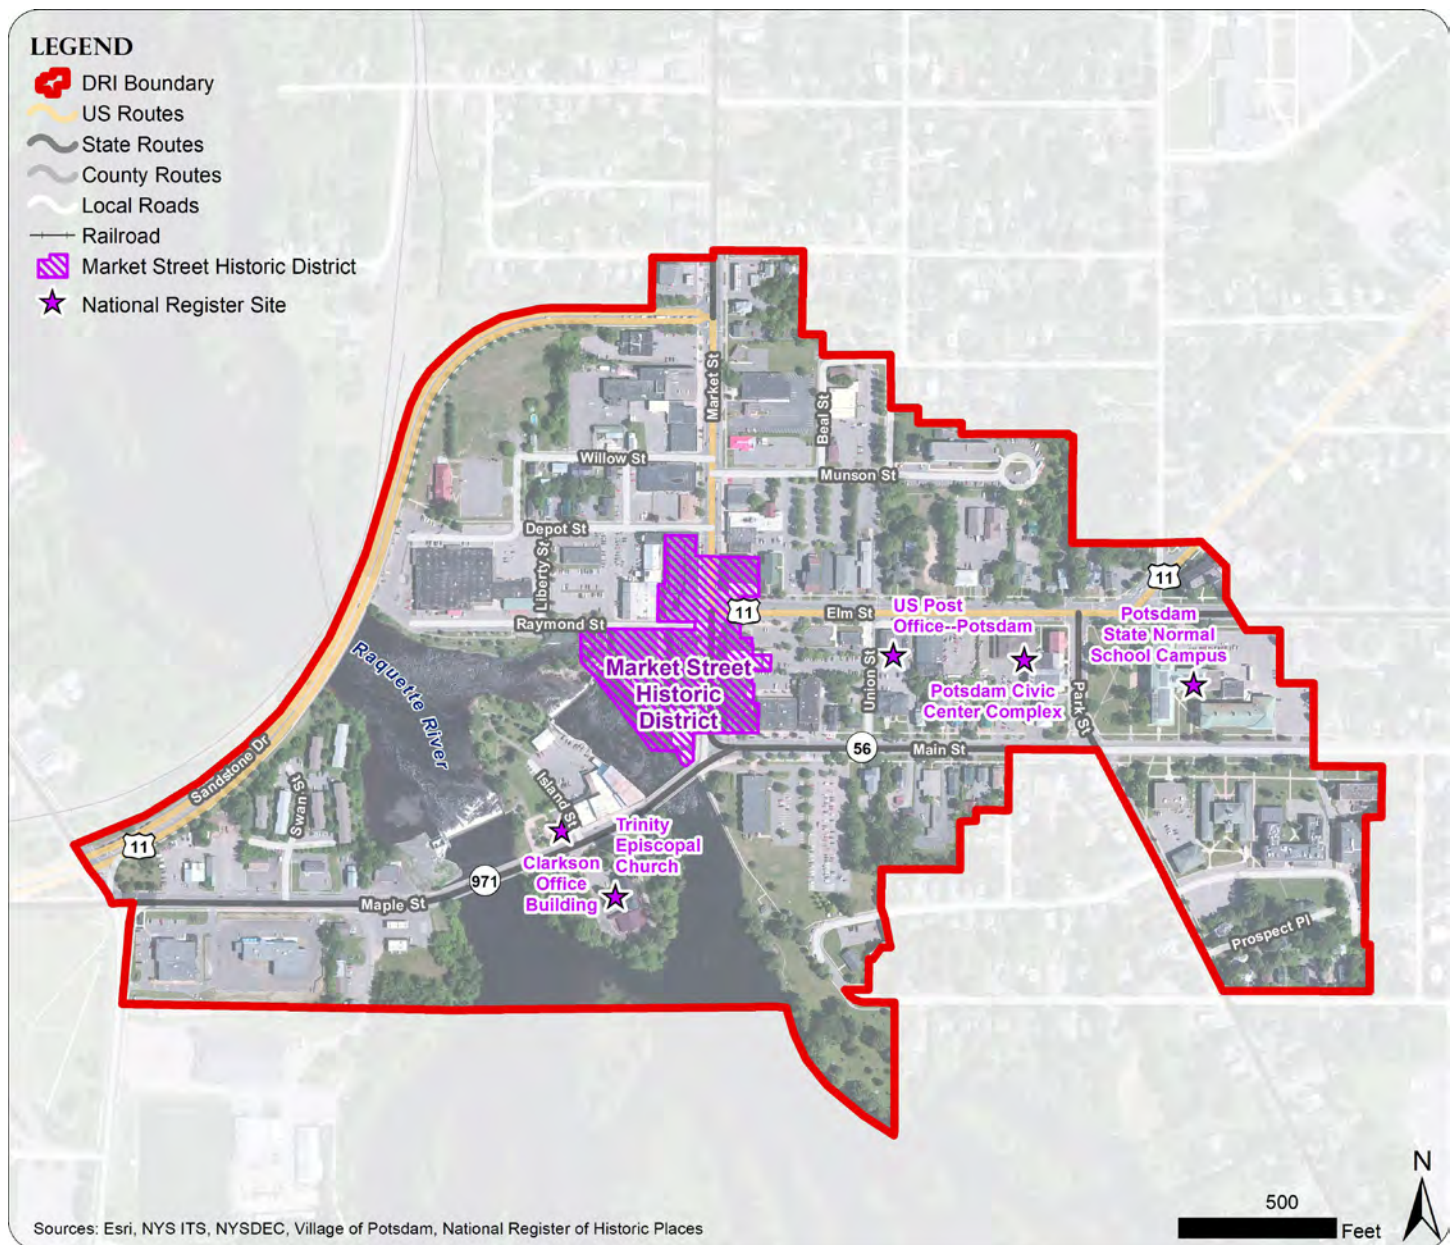 LEGEND
DRI Boundary
US Routes
State Routes
County Routes
Local Roads
Railroad
Market Street Historic District
National Register Site
Market St
Beal St
Willow St
Munson St
Depot St
Liberty St
11
11
Elm St
US Post
Office--Potsdam
Potsdam
State Normal
School Campus
Raymond St
Raquette River
Market Street
Historic
District
Union St
Potsdam Civic
Center Complex
Park St
56
Main St
Sandstone Dr
Swan St
Island St
11
Trinity
Episcopal
Church
Clarkson
Office
Building
971
Maple St
Prospect Pl
N
500
Feet
Sources: Esri, NYS ITS, NYSDEC, Village of Potsdam, National Register of Historic Places